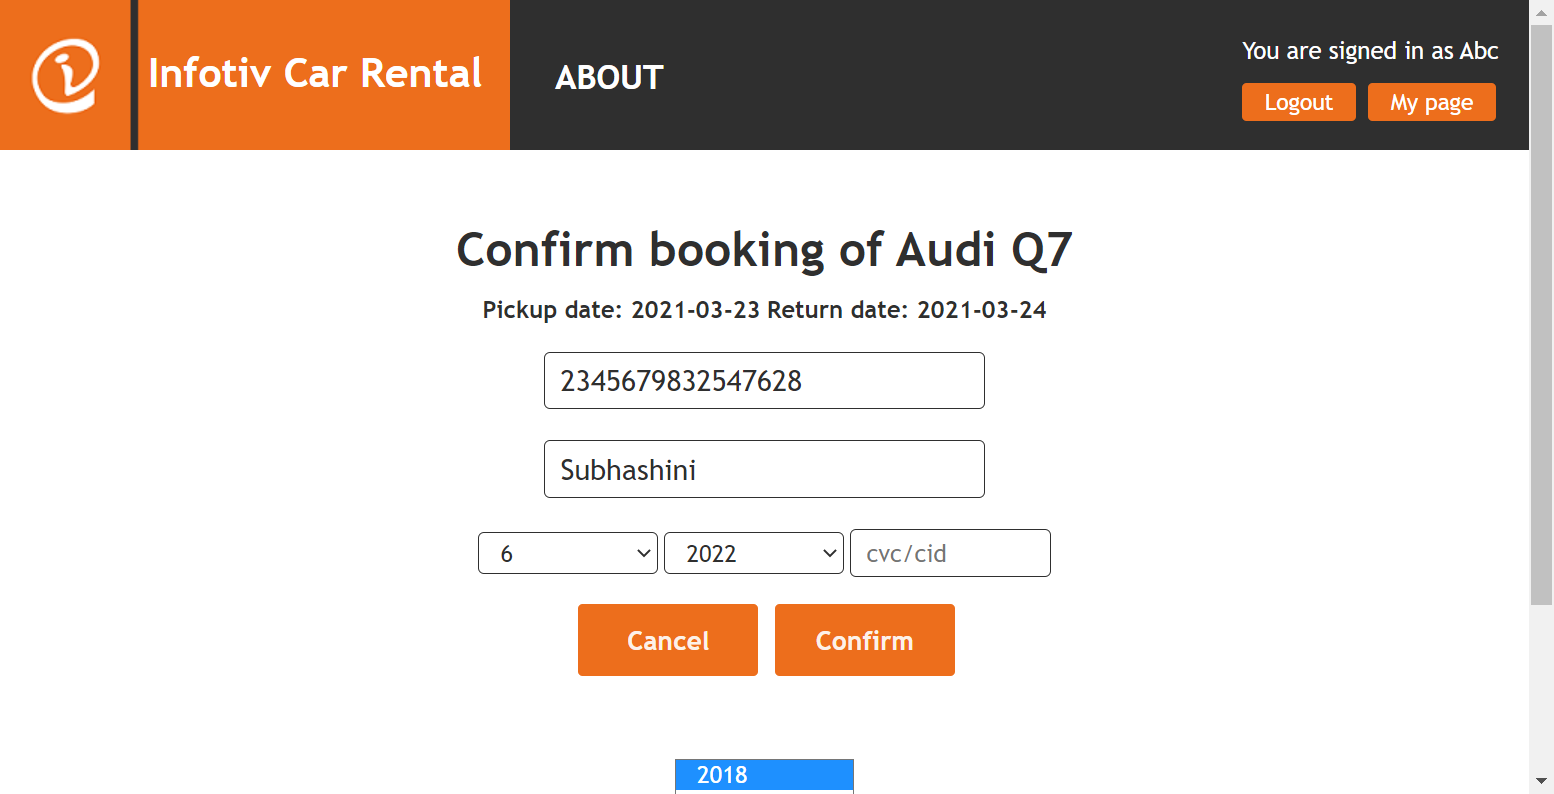 Infotiv Car Rental
ABOUT
You are signed in as Abc
Logout My page
Confirm booking of Audi Q7
Pickup date: 2021-03-23 Return date: 2021-03-24
2345679832547628
Subhashini
6 2022 cvc/cid
Cancel Confirm
2018